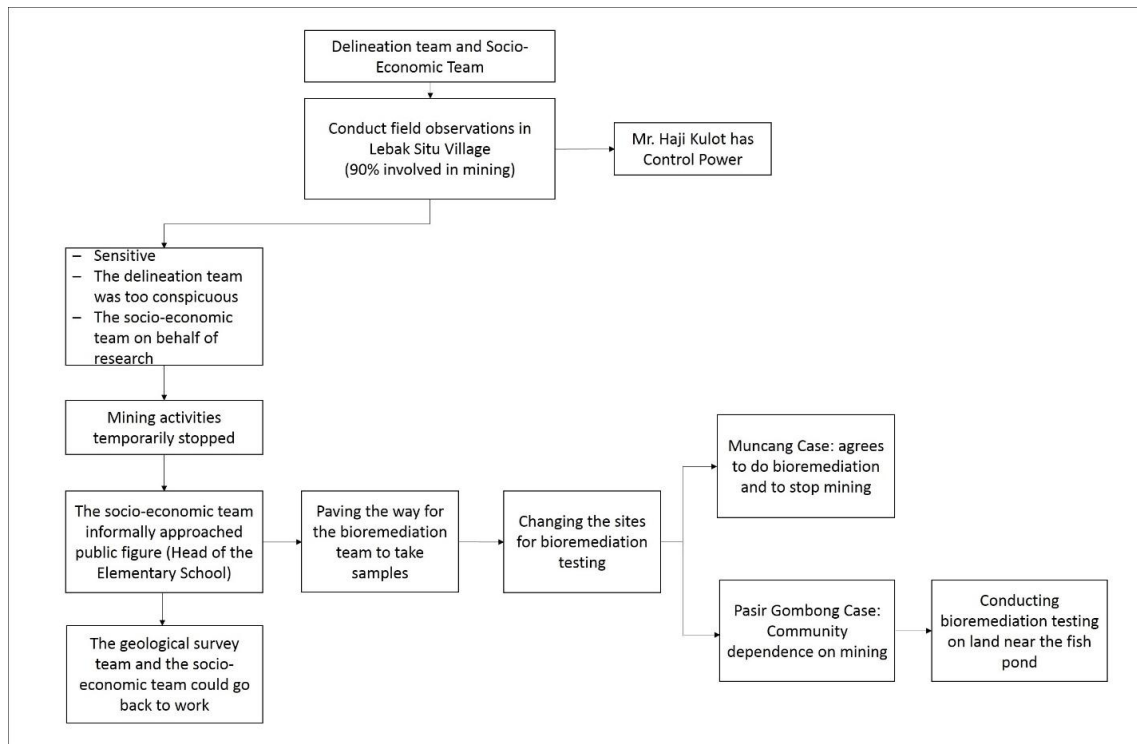 Delineation team and Socio-
Economic Team
Conduct field observations in
Lebak Situ Village
(90% involved in mining)
Mr. Haji Kulot has
Control Power
– Sensitive
– The delineation team
was too conspicuous
– The socio-economic
team on behalf of
research
Mining activities
temporarily stopped
The socio-economic team
informally approached
public figure (Head of the
Elementary School)
Paving the way for
the bioremediation
team to take
samples
Changing the sites
for bioremediation
testing
Muncang Case: agrees
to do bioremediation
and to stop mining
Pasir Gombong Case:
Community
dependence on mining
Conducting
bioremediation testing
on land near the fish
pond
The geological survey
team and the socio-
economic team could go
back to work